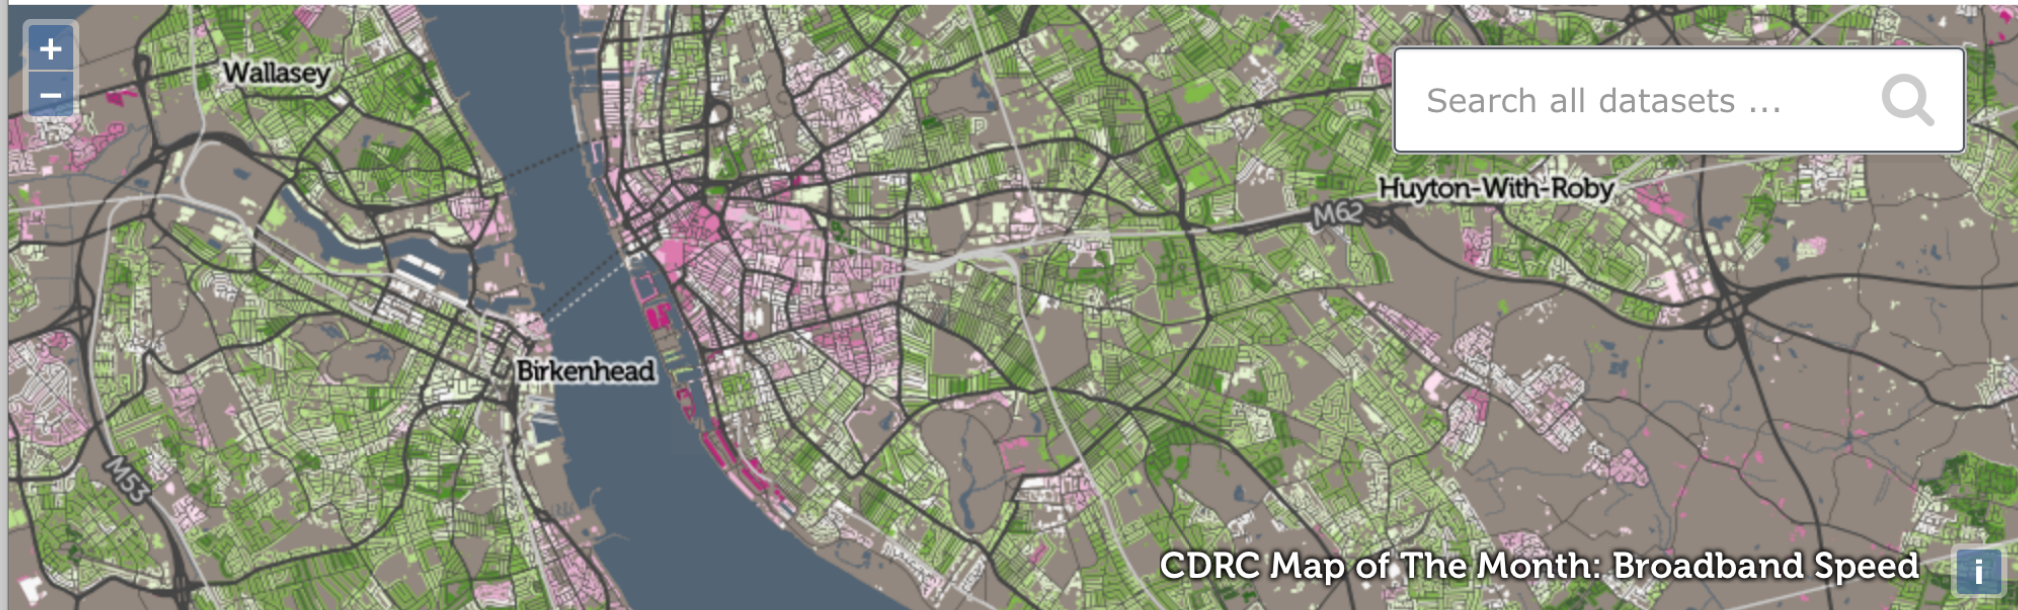 +
−
Wallasey
Search all datasets ...
Huyton-With-Roby
M62
Birkenhead
M53
CDRC Map of The Month: Broadband Speed
i